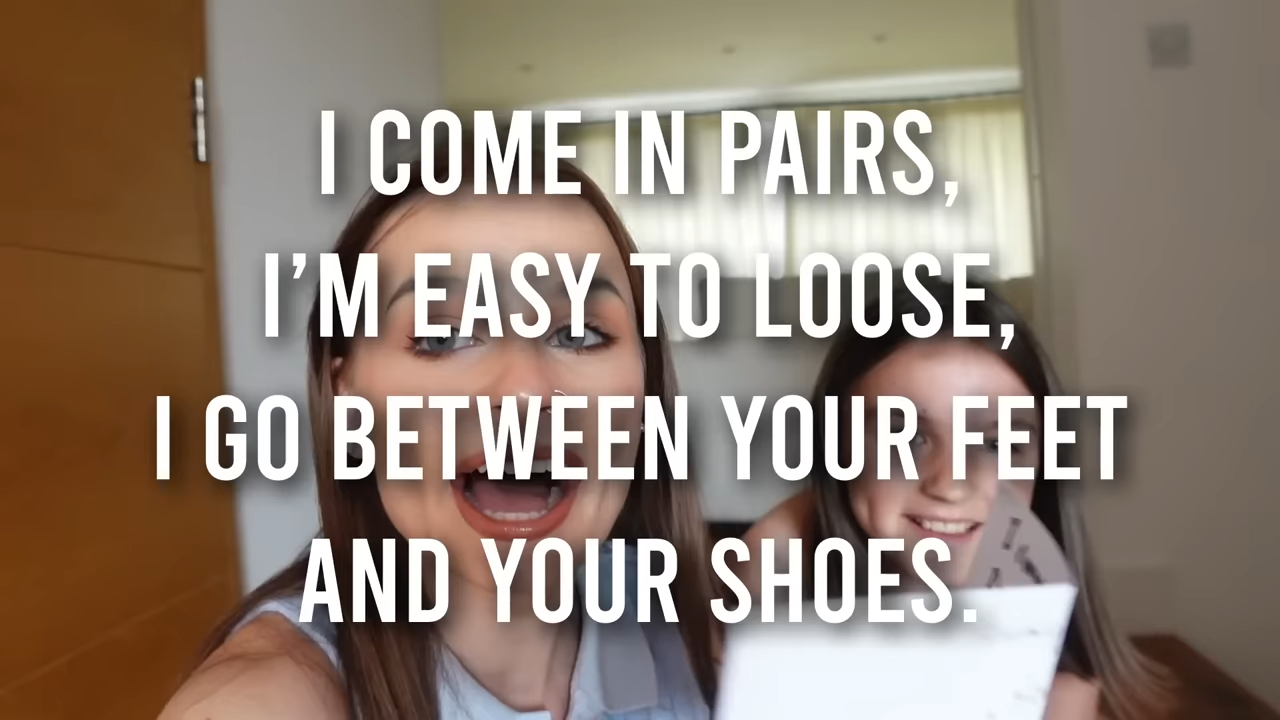 I COME IN PAIRS,
I'M EASY TO LOOSE,
I GO BETWEEN YOUR FEET
AND YOUR SHOES.